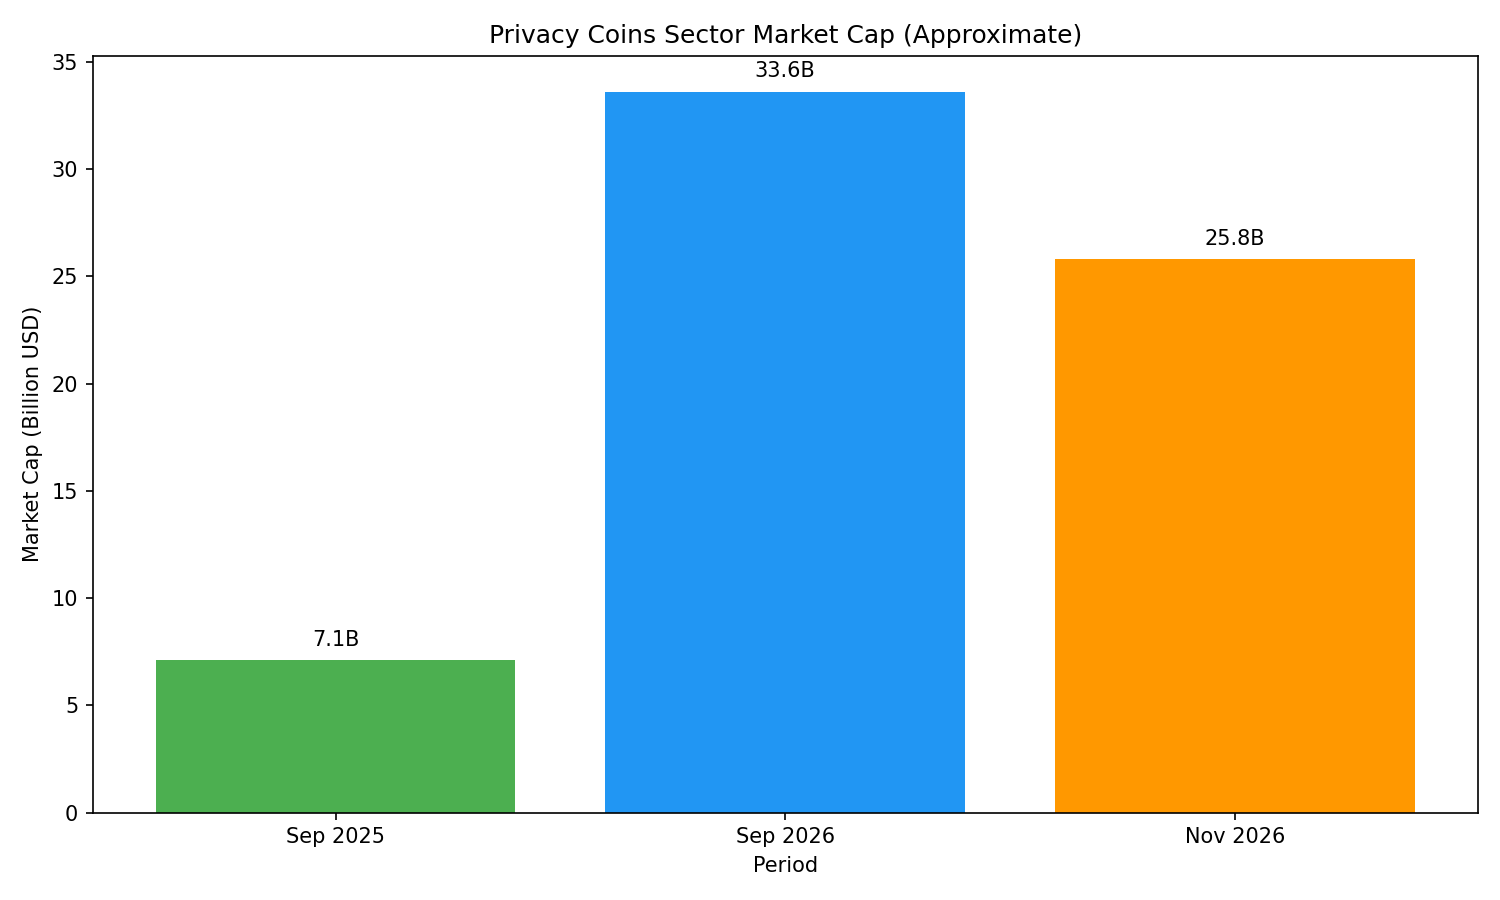 Privacy Coins Sector Market Cap (Approximate)
35
30
25
20
15
10
5
0
Market Cap (Billion USD)
7.1B
33.6B
25.8B
Sep 2025
Sep 2026
Nov 2026
Period